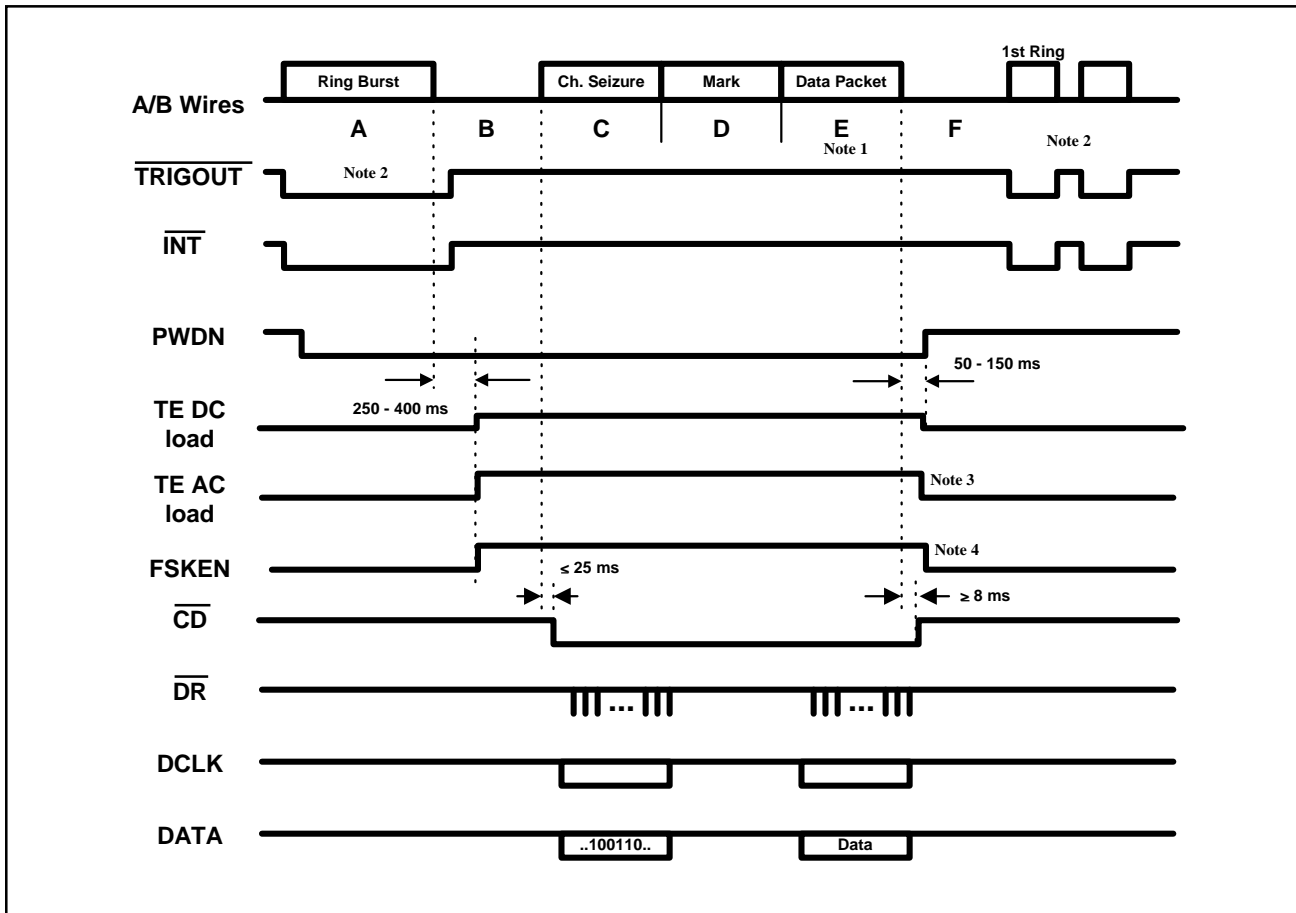 1st Ring
Ring Burst
Ch. Seizure
Mark
Data Packet
A/B Wires
A
B
C
D
E
F
Note 1
Note 2
TRIGOUT
Note 2
INT
PWDN
50 - 150 ms
250 - 400 ms
TE DC
load
TE AC
load
Note 3
FSKEN
Note 4
≤ 25 ms
≥ 8 ms
CD
DR
...
...
DCLK
DATA
..100110..
Data